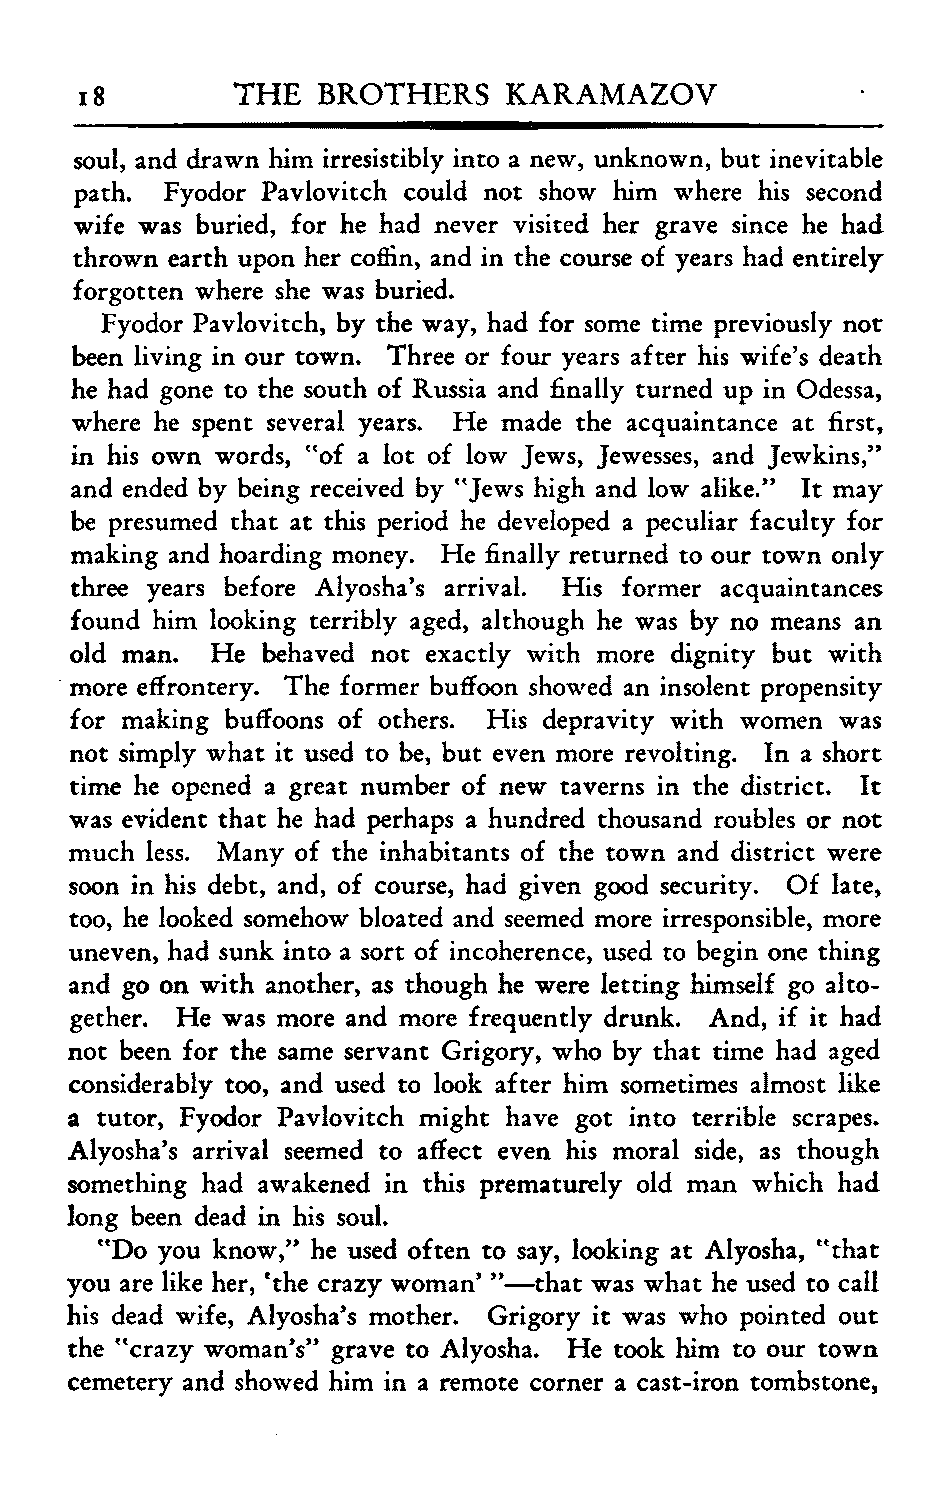 18 THE BROTHERS KARAMAZOV
soul, and drawn him irresistibly into a new, unknown, but inevitable
path. Fyodor Pavlovitch could not show him where his second
wife was buried, for he had never visited her grave since he had
thrown earth upon her coffin, and in the course of years had entirely
forgotten where she was buried.
Fyodor Pavlovitch, by the way, had for some time previously not
been living in our town. Three or four years after his wife's death
he had gone to the south of Russia and finally turned up in Odessa,
where he spent several years. He made the acquaintance at first,
in his own words, "of a lot of low Jews, Jewesses, and Jewkins,"
and ended by being received by "Jews high and low alike." It may
be presumed that at this period he developed a peculiar faculty for
making and hoarding money. He finally returned to our town only
three years before Alyosha's arrival. His former acquaintances
found him looking terribly aged, although he was by no means an
old man. He behaved not exactly with more dignity but with
more effrontery. The former buffoon showed an insolent propensity
for making buffoons of others. His depravity with women was
not simply what it used to be, but even more revolting. In a short
time he opened a great number of new taverns in the district. It
was evident that he had perhaps a hundred thousand roubles or not
much less. Many of the inhabitants of the town and district were
soon in his debt, and, of course, had given good security. Of late,
too, he looked somehow bloated and seemed more irresponsible, more
uneven, had sunk into a sort of incoherence, used to begin one thing
and go on with another, as though he were letting himself go alto-
gether. He was more and more frequently drunk. And, if it had
not been for the same servant Grigory, who by that time had aged
considerably too, and used to look after him sometimes almost like
a tutor, Fyodor Pavlovitch might have got into terrible scrapes.
Alyosha's arrival seemed to affect even his moral side, as though
something had awakened in this prematurely old man which had
long been dead in his soul.
"Do you know," he used often to say, looking at Alyosha, "that
you are like her, 'the crazy woman' "—that was what he used to call
his dead wife, Alyosha's mother. Grigory it was who pointed out
the "crazy woman's" grave to Alyosha. He took him to our town
cemetery and showed him in a remote corner a cast-iron tombstone,